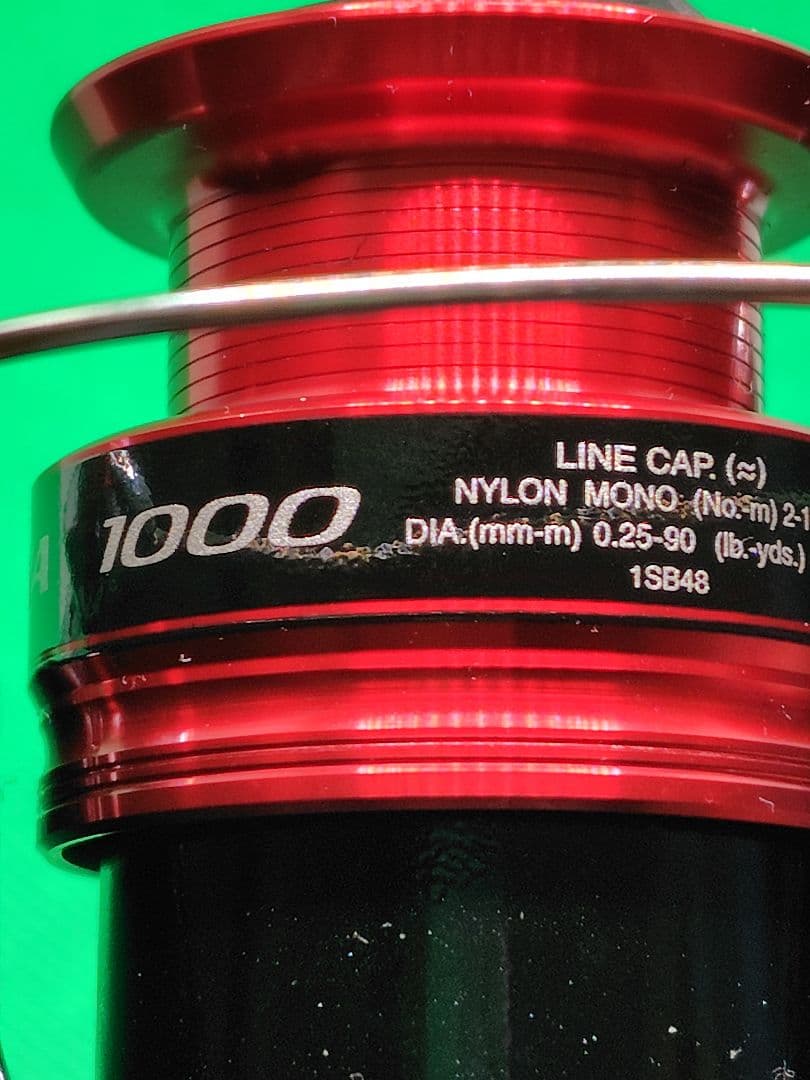 A 1000
LINE CAP. (≈)
NYLON MONO: (No.-m) 2-1
DIA.(mm-m) 0.25-90 (lb.-yds.)
1SB48